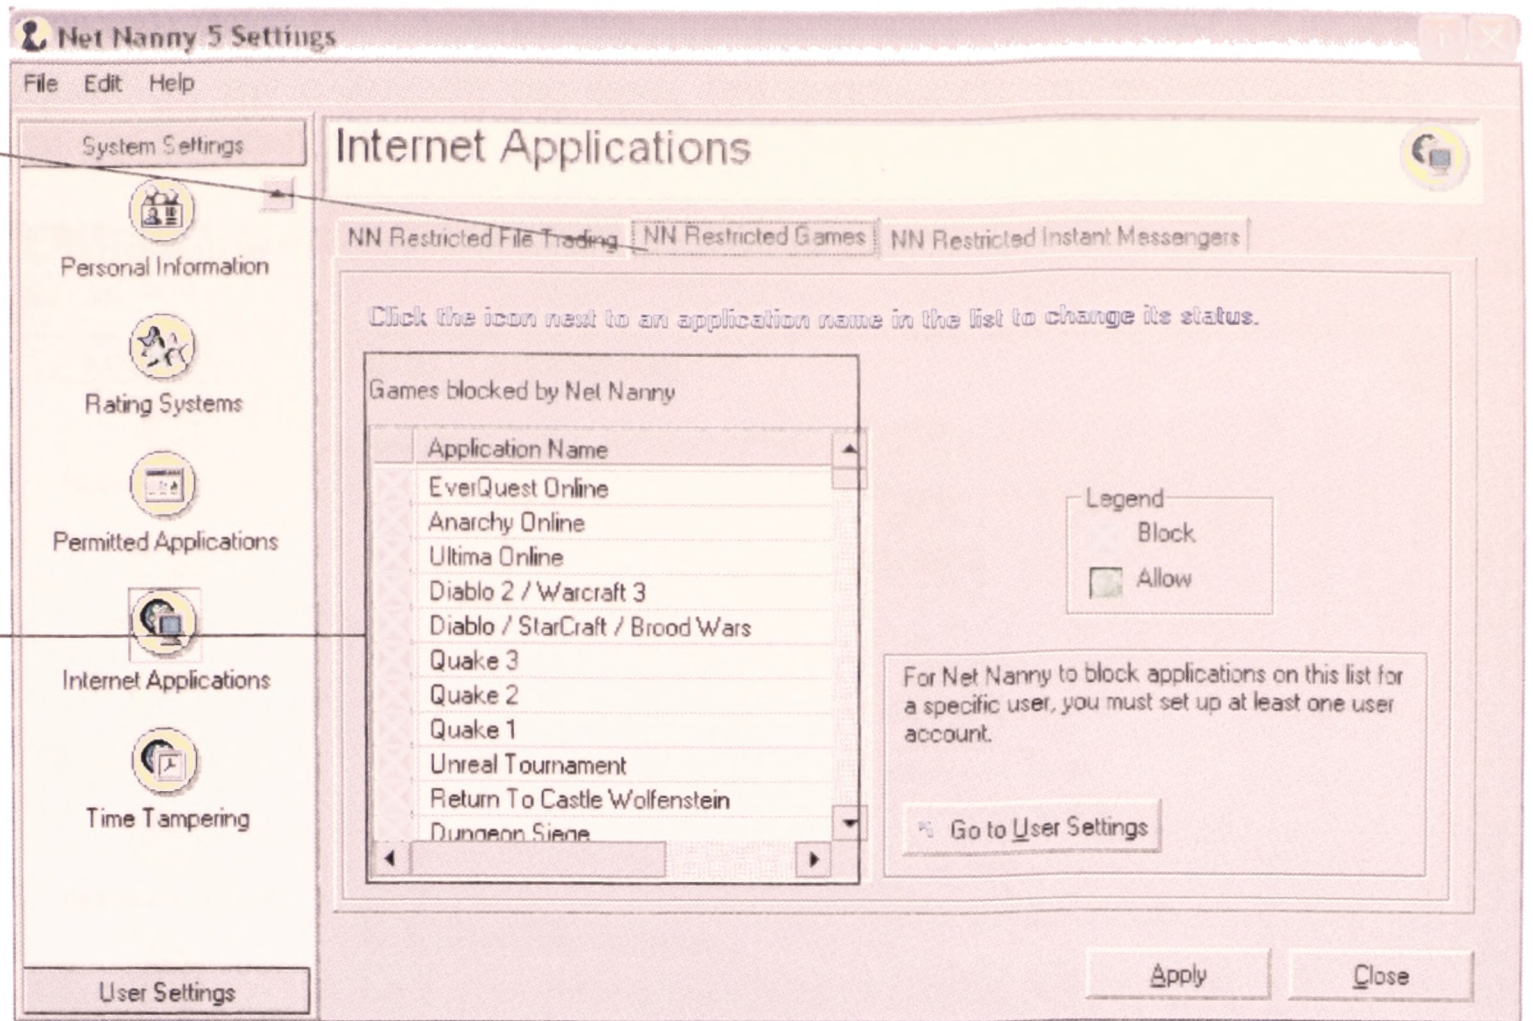 Net Nanny 5 Settings
File Edit Help
System Settings
Personal Information
Rating Systems
Permitted Applications
Internet Applications
Time Tampering
User Settings
Internet Applications
NN Restricted File Trading NN Restricted Games NN Restricted Instant Messengers
Click the icon next to an application name in the list to change its status.
Games blocked by Net Nanny
Application Name
EverQuest Online
Anarchy Online
Ultima Online
Diablo 2 / Warcraft 3
Diablo / StarCraft / Brood Wars
Quake 3
Quake 2
Quake 1
Unreal Tournament
Return To Castle Wolfenstein
Dungeon Siege
Legend
Block
Allow
For Net Nanny to block applications on this list for
a specific user, you must set up at least one user
account.
Go to User Settings
Apply Close